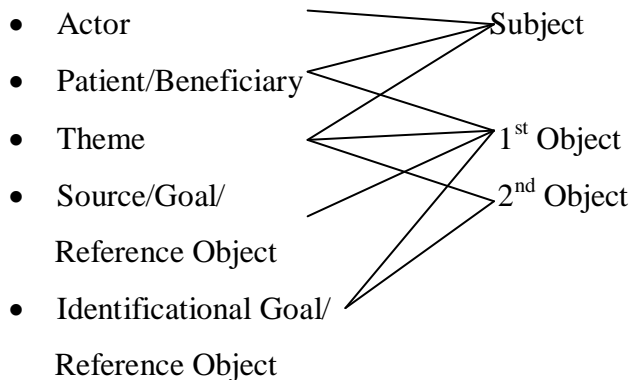 • Actor Subject
• Patient/Beneficiary
• Theme 1st Object
• Source/Goal/ 2nd Object
Reference Object
• Identificational Goal/
Reference Object